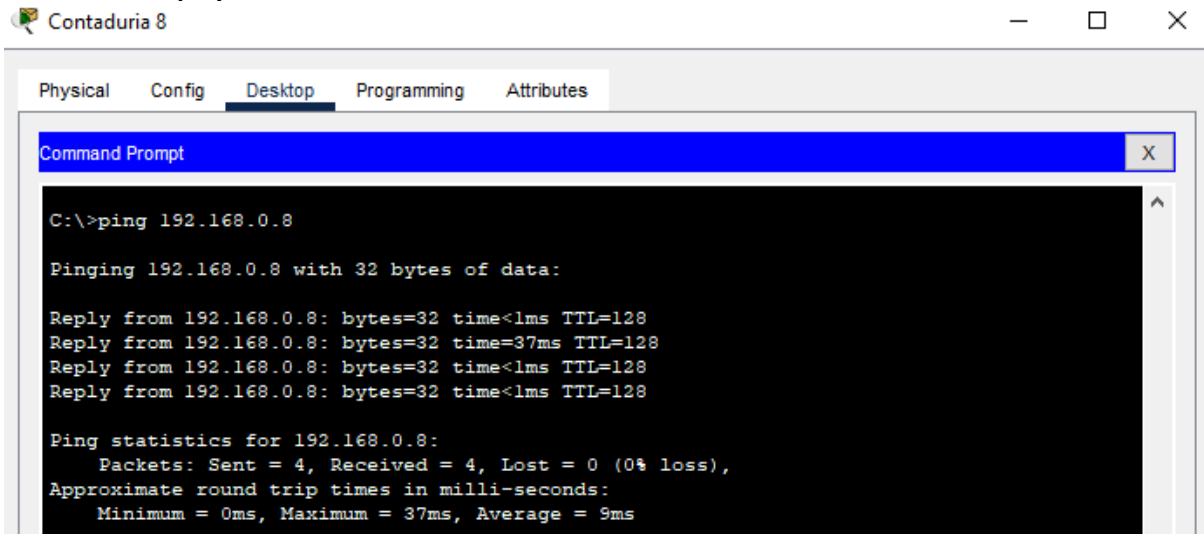 Contaduria 8
Physical Config Desktop Programming Attributes
Command Prompt
X
C:\>ping 192.168.0.8
Pinging 192.168.0.8 with 32 bytes of data:
Reply from 192.168.0.8: bytes=32 time<1ms TTL=128
Reply from 192.168.0.8: bytes=32 time=37ms TTL=128
Reply from 192.168.0.8: bytes=32 time<1ms TTL=128
Reply from 192.168.0.8: bytes=32 time<1ms TTL=128
Ping statistics for 192.168.0.8:
Packets: Sent = 4, Received = 4, Lost = 0 (0% loss),
Approximate round trip times in milli-seconds:
Minimum = 0ms, Maximum = 37ms, Average = 9ms